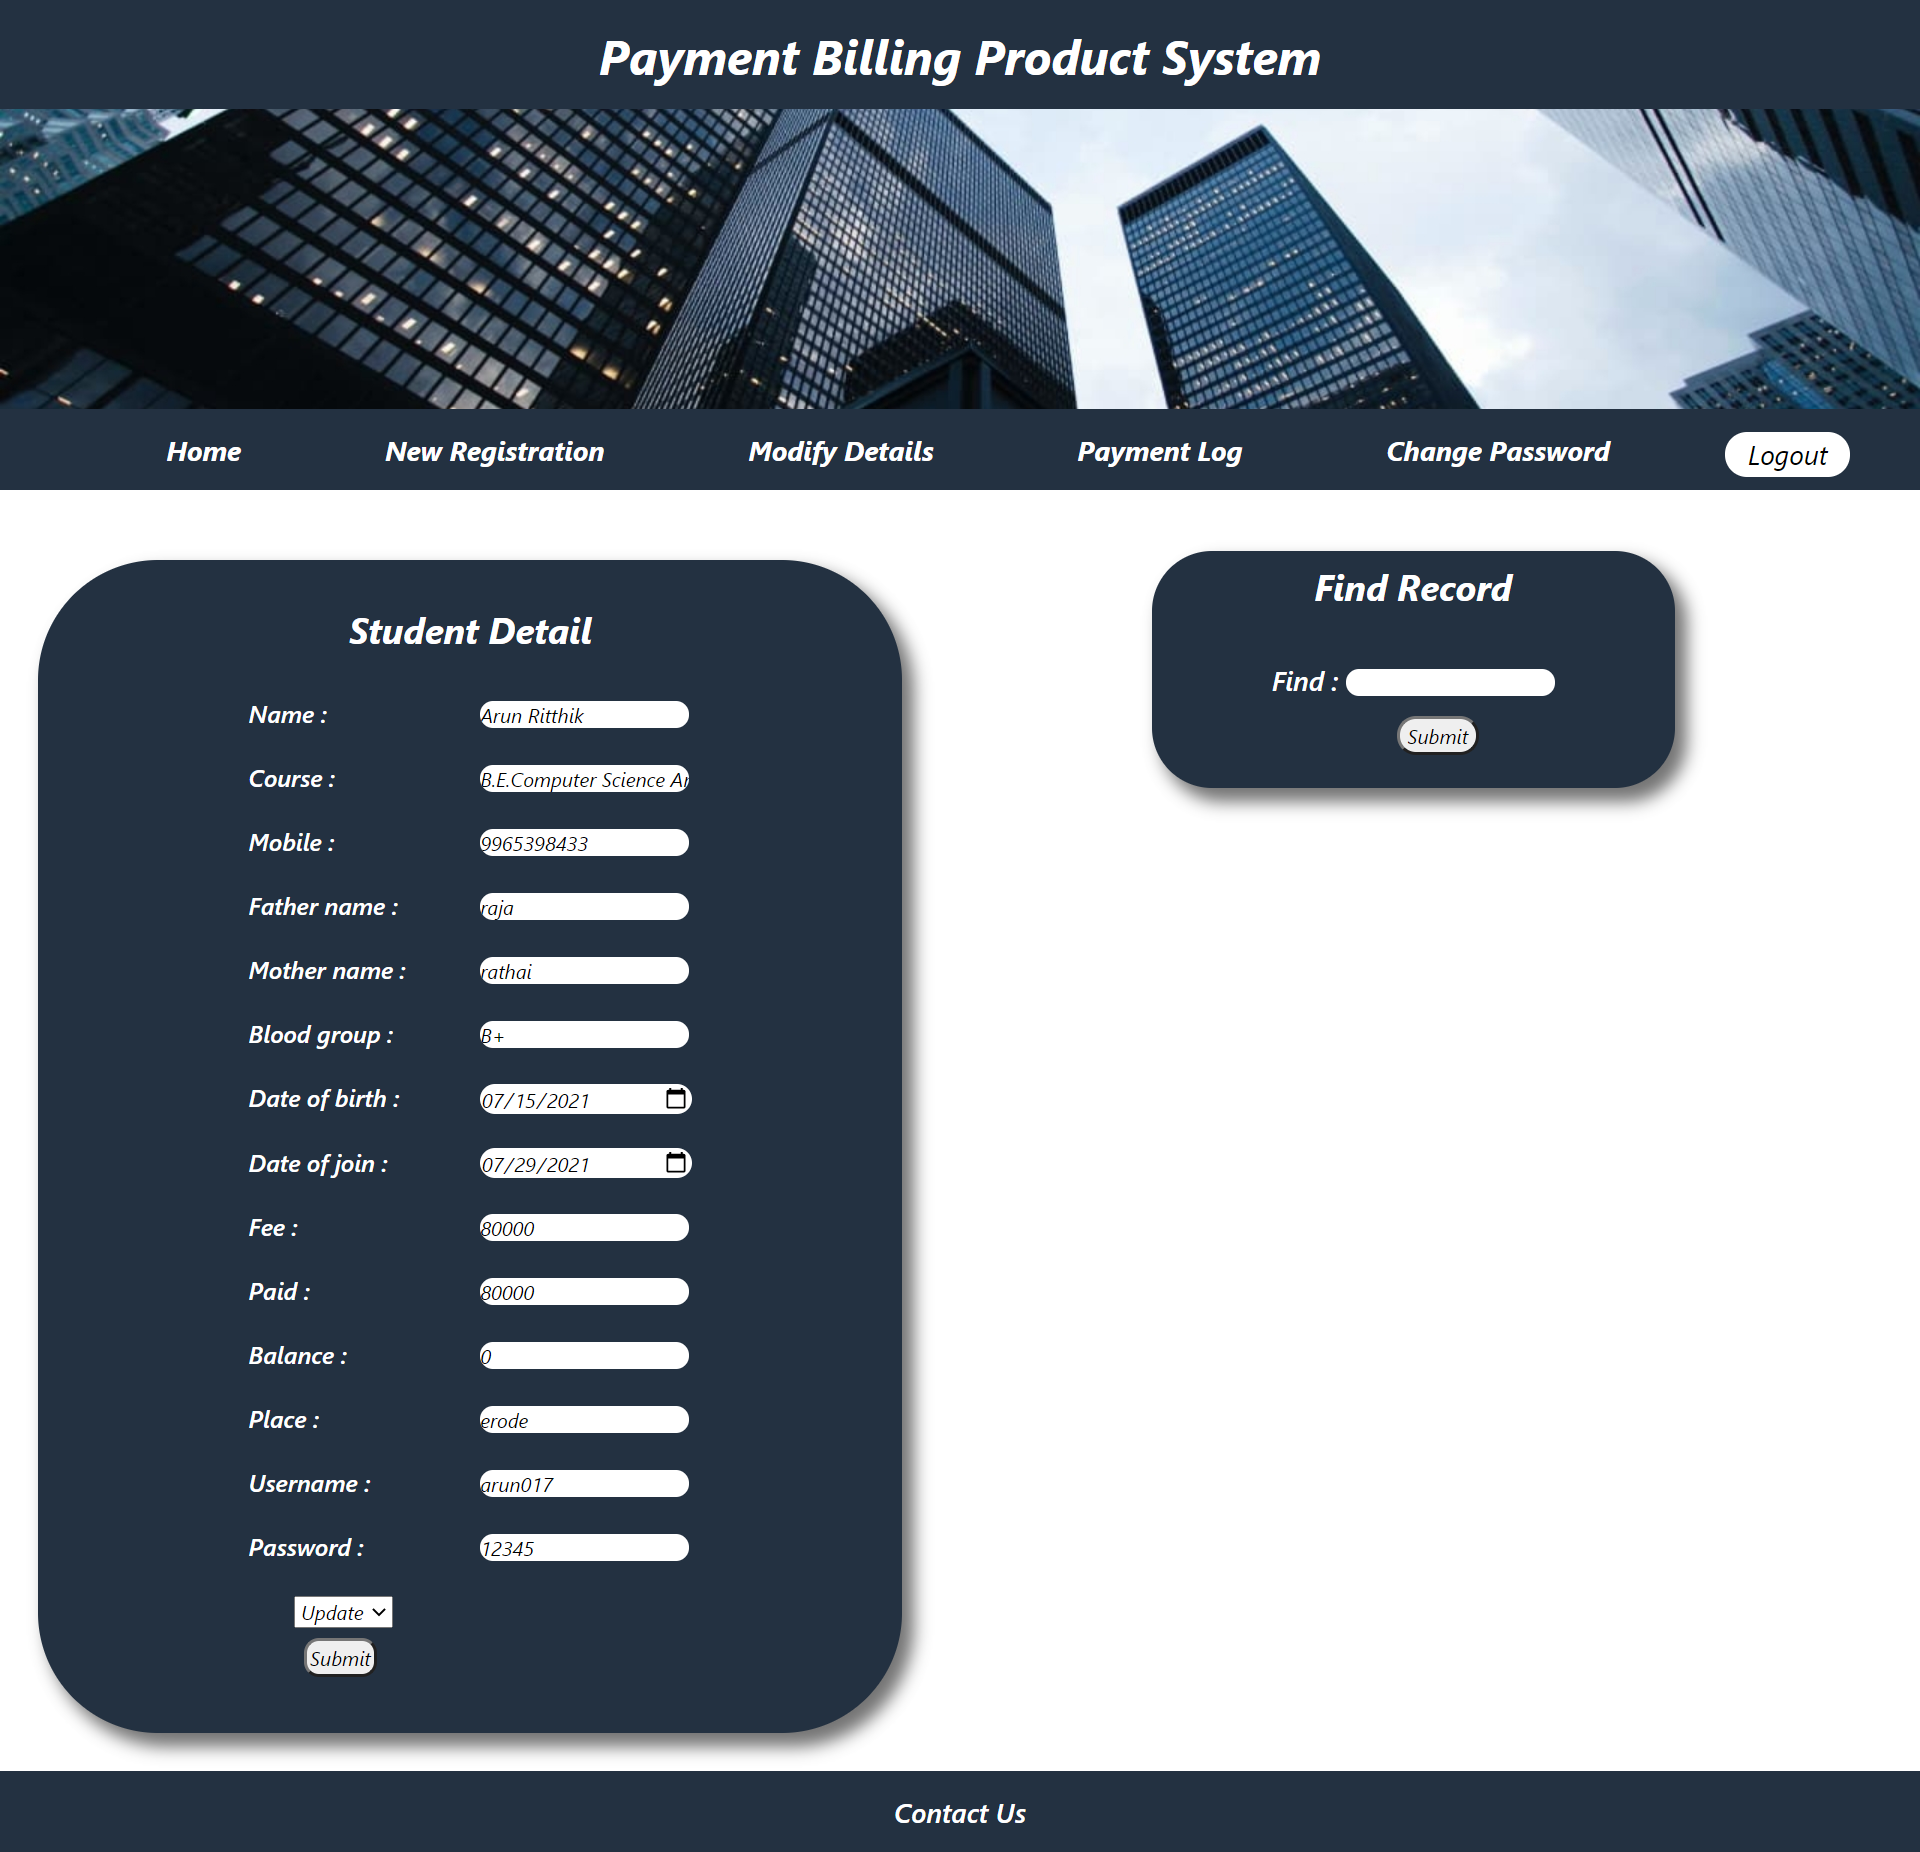 Payment Billing Product System
Home New Registration Modify Details Payment Log Change Password Logout
Student Detail
Name : Arun Ritthik
Course : B.E.Computer Science
Mobile : 9965398433
Father name : raja
Mother name : rathai
Blood group : B+
Date of birth : 07/15/2021
Date of join : 07/29/2021
Fee : 80000
Paid : 80000
Balance : 0
Place : erode
Username : arun017
Password : 12345
Update
Submit
Find Record
Find :
Submit
Contact Us